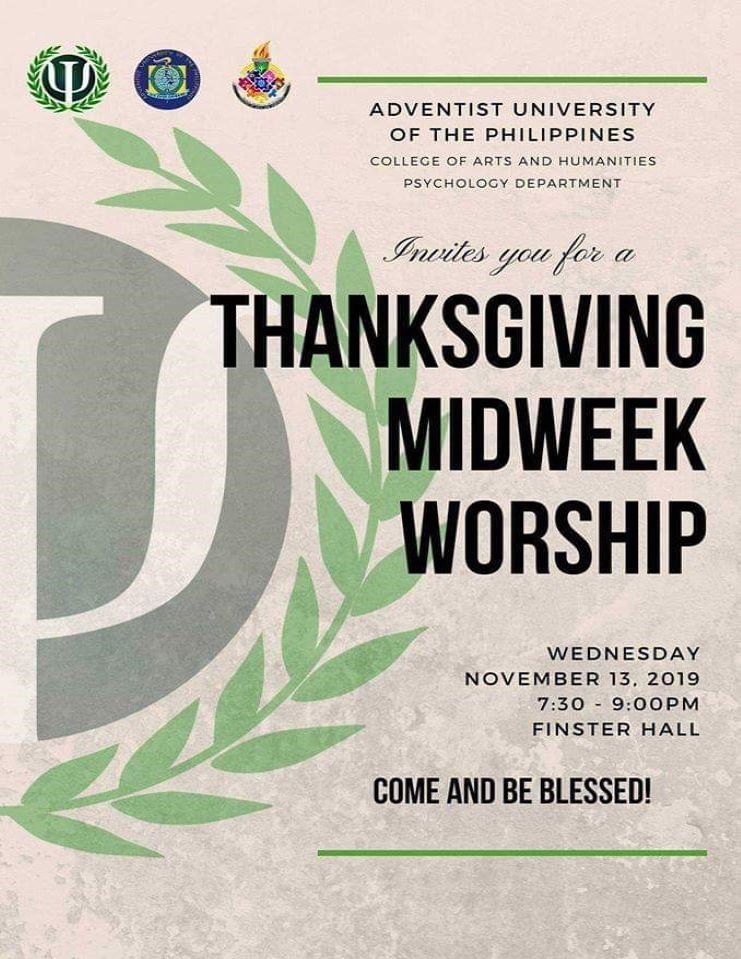 ADVENTIST UNIVERSITY
OF THE PHILIPPINES
COLLEGE OF ARTS AND HUMANITIES
PSYCHOLOGY DEPARTMENT
Invites you for a
THANKSGIVING
MIDWEEK
WORSHIP
WEDNESDAY
NOVEMBER 13, 2019
7:30 - 9:00PM
FINSTER HALL
COME AND BE BLESSED!